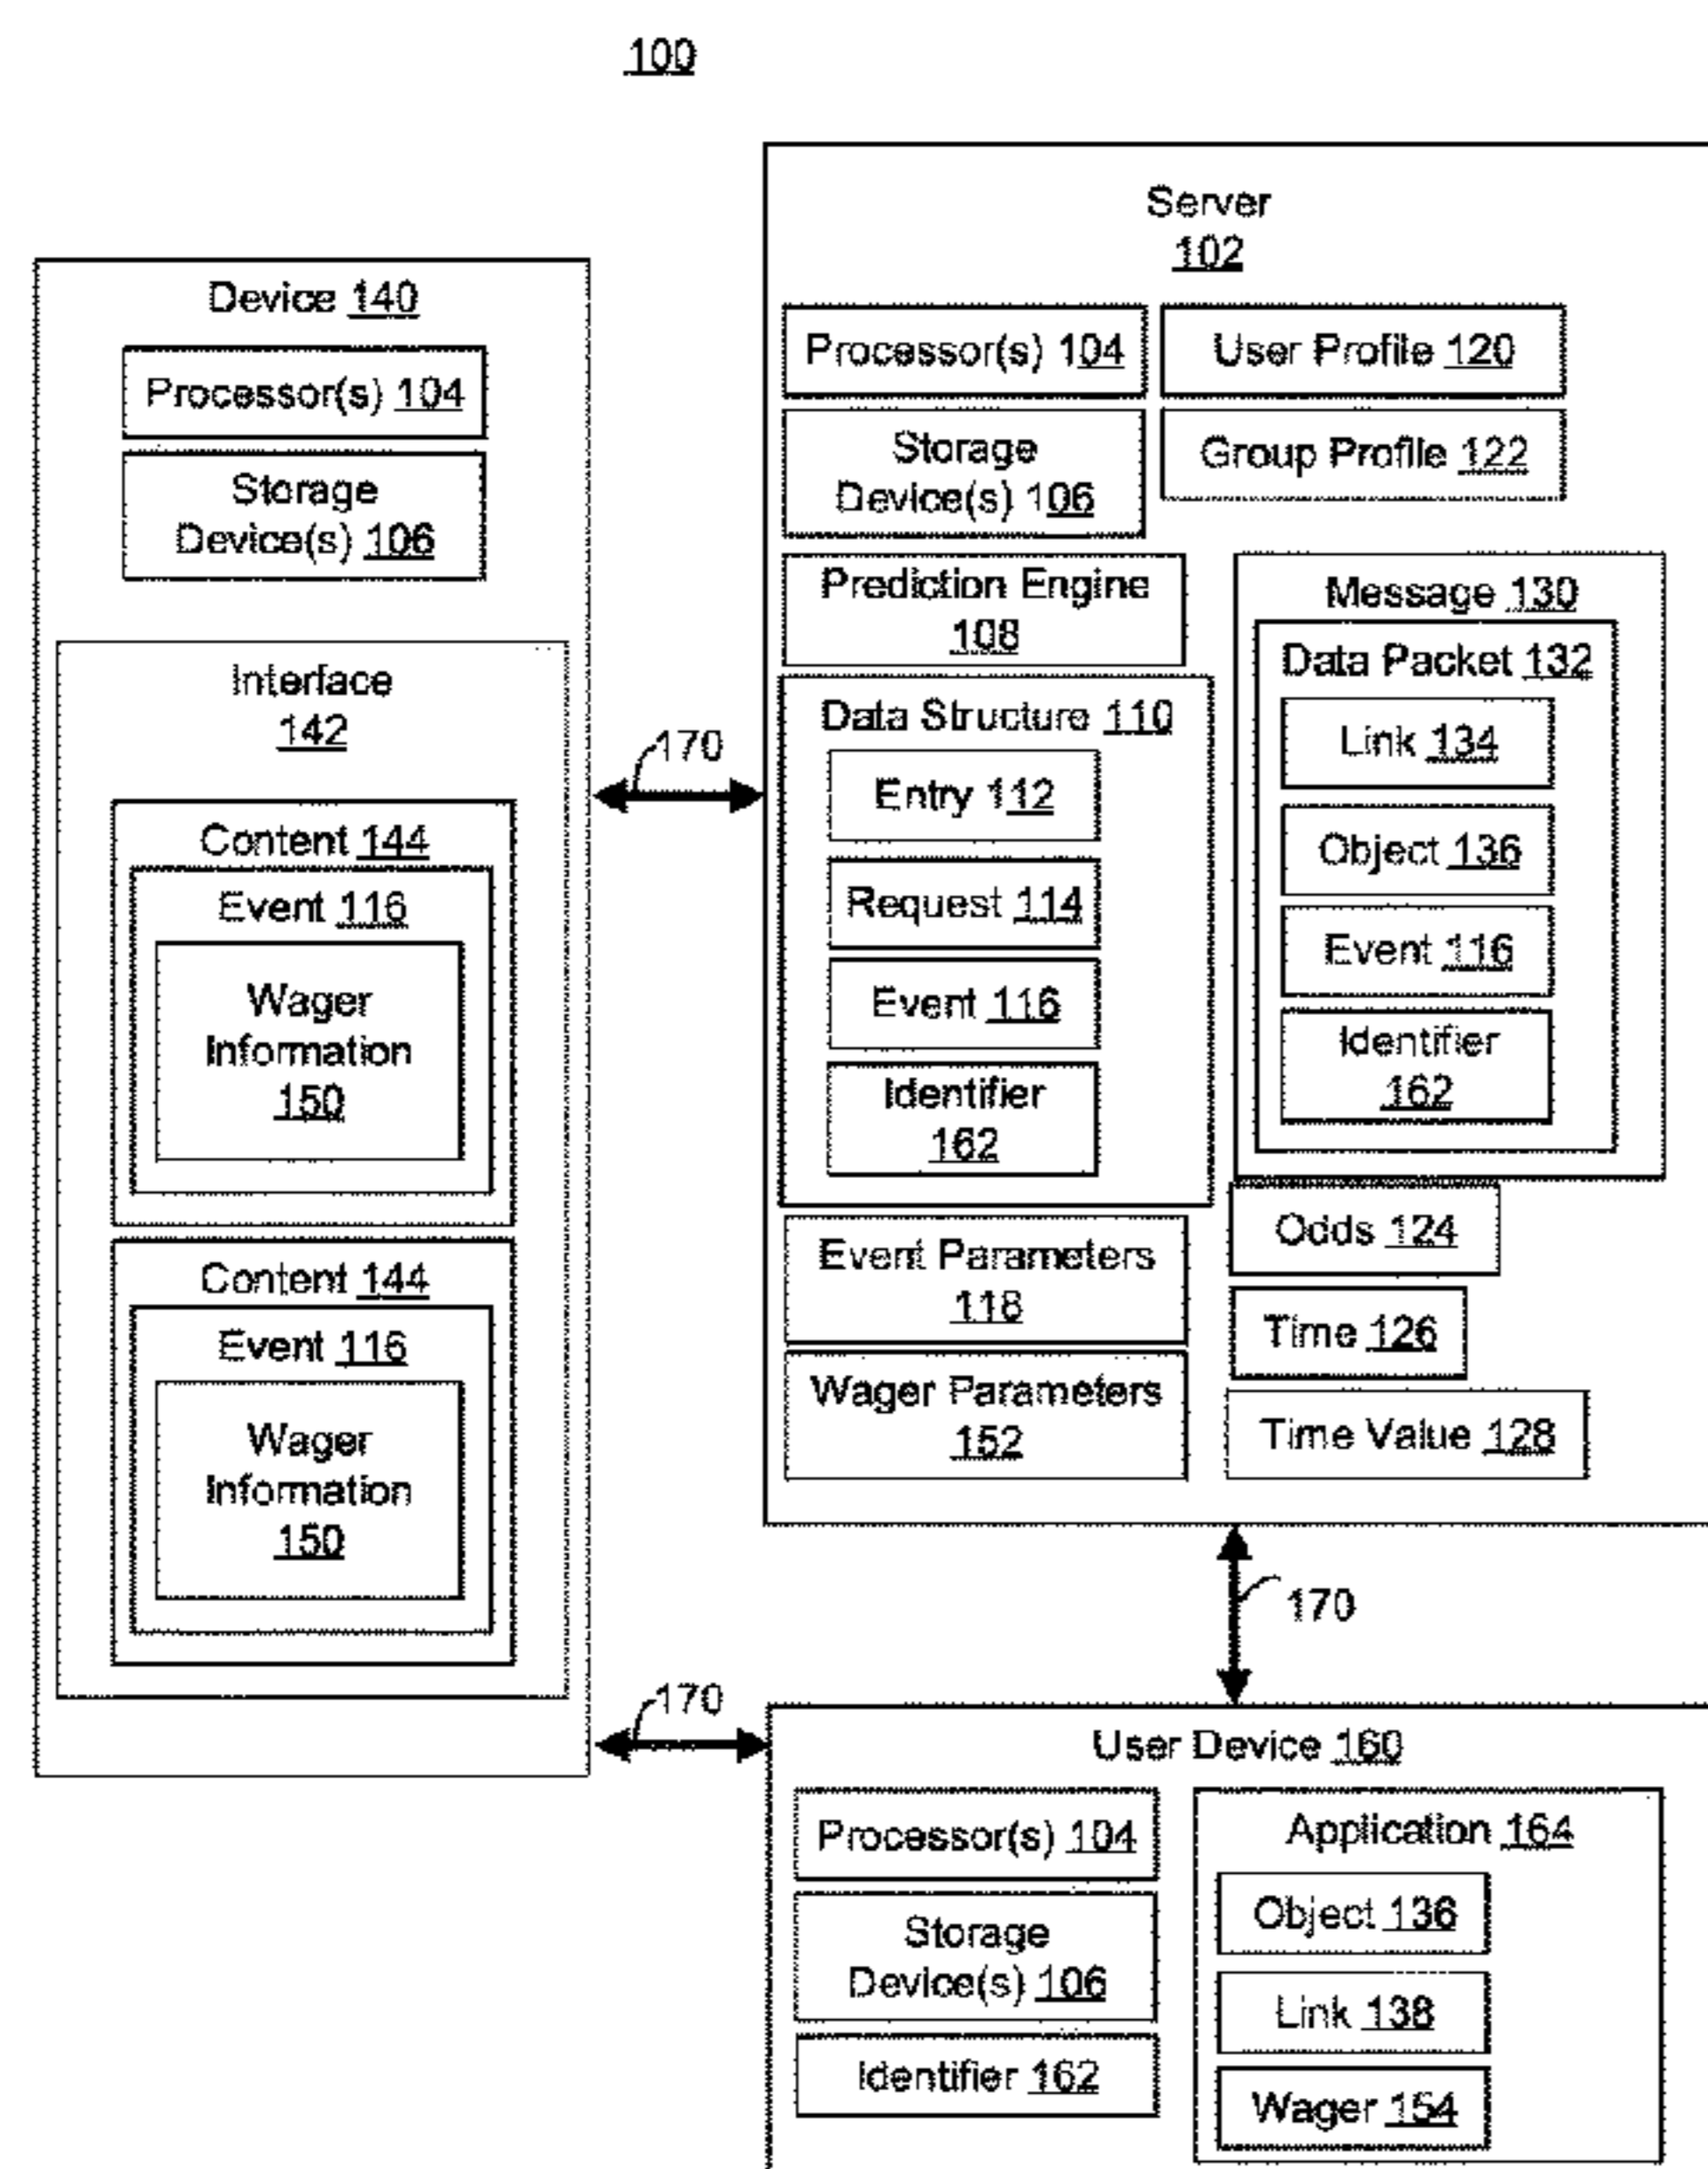 100
Device 140
Processor(s) 104
Storage
Device(s) 106
Interface
142
Content 144
Event 116
Wager
Information
150
Content 144
Event 116
Wager
Information
150
170
Server
102
Processor(s) 104
User Profile 120
Storage
Device(s) 106
Group Profile 122
Prediction Engine
108
Data Structure 110
Entry 112
Request 114
Event 116
Identifier
162
Event Parameters
118
Wager Parameters
152
Message 130
Data Packet 132
Link 134
Object 136
Event 116
Identifier
162
Odds 124
Time 126
Time Value 128
170
170
User Device 160
Processor(s) 104
Storage
Device(s) 106
Identifier 162
Application 164
Object 136
Link 138
Wager 154